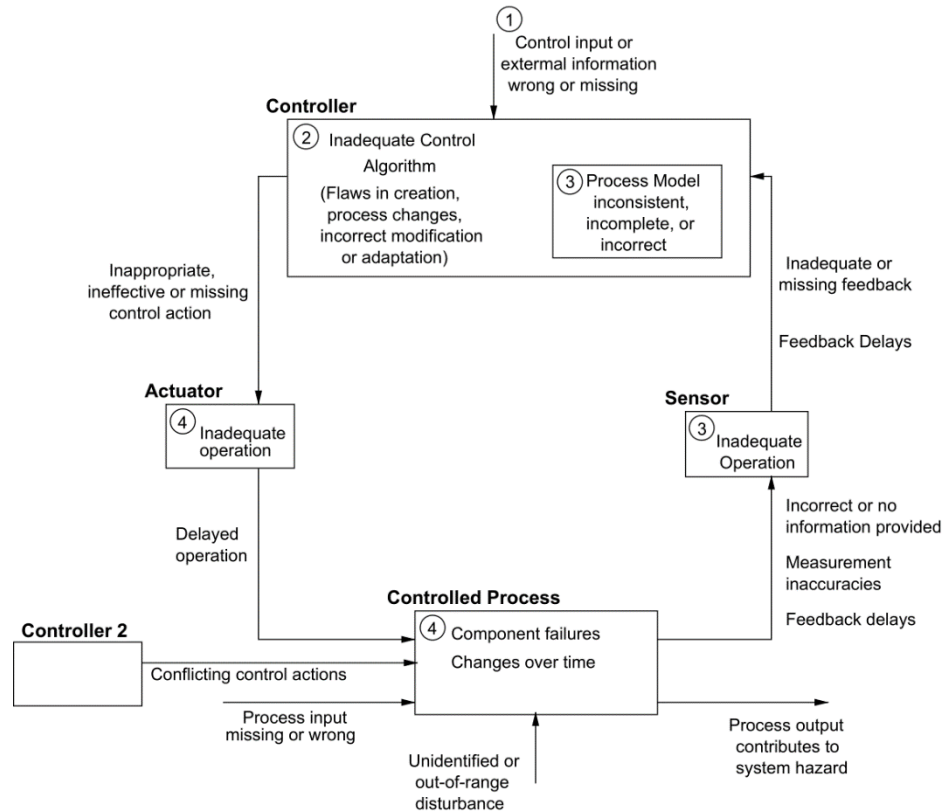 1
Control input or
external information
wrong or missing
Controller
2 Inadequate Control
Algorithm
(Flaws in creation,
process changes,
incorrect modification
or adaptation)
3 Process Model
inconsistent,
incomplete, or
incorrect
Inappropriate,
ineffective or missing
control action
Inadequate or
missing feedback
Feedback Delays
Actuator
4 Inadequate
operation
Sensor
3 Inadequate
Operation
Delayed
operation
Incorrect or no
information provided
Measurement
inaccuracies
Feedback delays
Controlled Process
4 Component failures
Changes over time
Controller 2
Conflicting control actions
Process input
missing or wrong
Unidentified or
out-of-range
disturbance
Process output
contributes to
system hazard